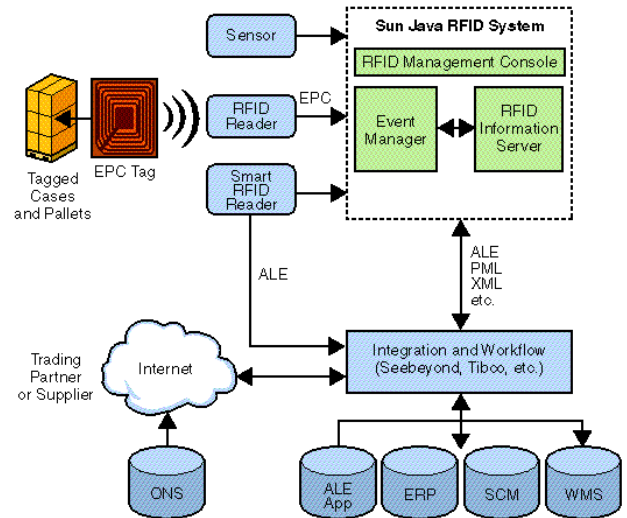 Sun Java RFID System
Sensor
RFID Management Console
RFID
Reader
EPC
Event
Manager
RFID
Information
Server
Tagged
Cases
and Pallets
EPC Tag
Smart
RFID
Reader
ALE
ALE
PML
XML
etc.
Trading
Partner
or Supplier
Internet
Integration and Workflow
(Seebeyond, Tibco, etc.)
ONS
ALE
App
ERP
SCM
WMS